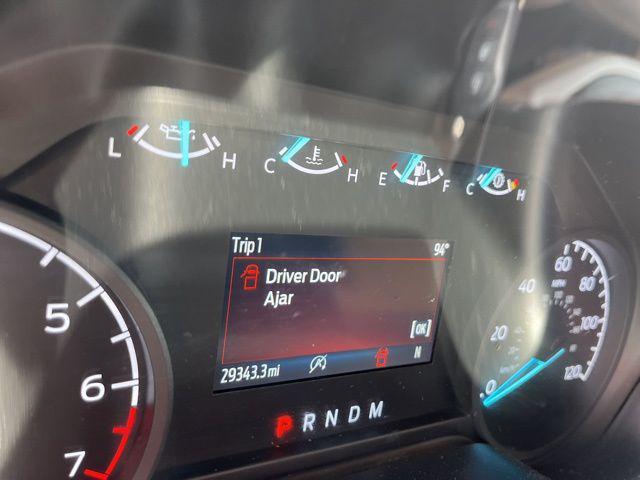 L H C H E F C H
Trip 1 94°
Driver Door
Ajar
[OK]
29343.3 mi N
P R N D M
5
6
7
0
20
40
60
80
100
120
MPH